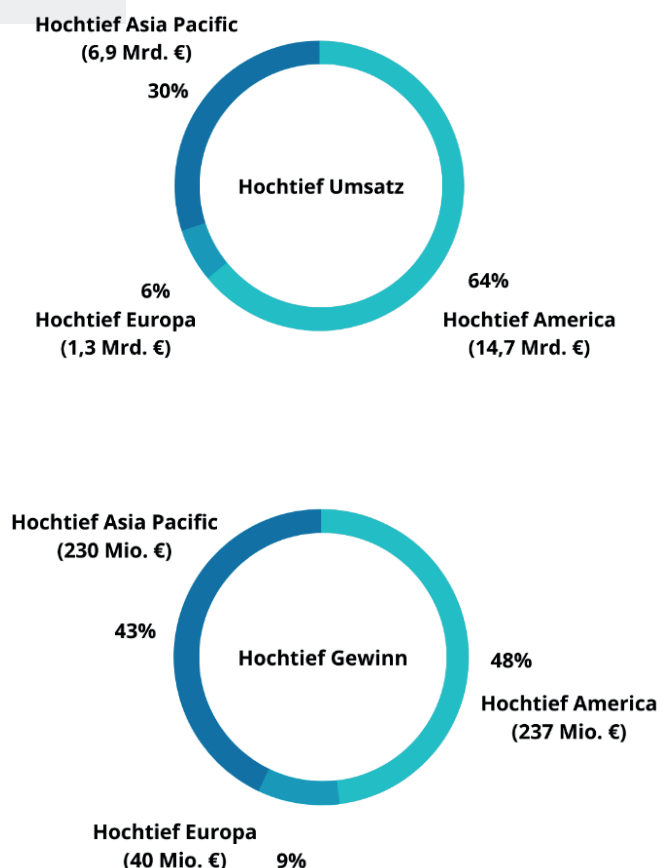 Hochtief Asia Pacific
(6,9 Mrd. €)
30%
Hochtief Umsatz
64%
Hochtief America
(14,7 Mrd. €)
6%
Hochtief Europa
(1,3 Mrd. €)
Hochtief Asia Pacific
(230 Mio. €)
43%
Hochtief Gewinn
48%
Hochtief America
(237 Mio. €)
Hochtief Europa
(40 Mio. €)
9%